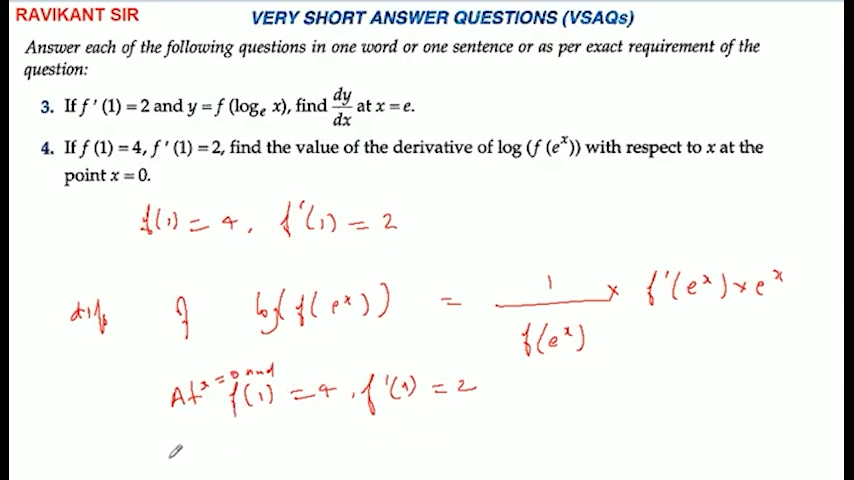 RAVIKANT SIR
VERY SHORT ANSWER QUESTIONS (VSAQs)
Answer each of the following questions in one word or one sentence or as per exact requirement of the
question:
3. If f ' (1) = 2 and y = f (logₑ x), find dy/dx at x = e.
4. If f (1) = 4, f ' (1) = 2, find the value of the derivative of log (f (eˣ)) with respect to x at the
point x = 0.
f(1) = 4, f'(1) = 2
diff of log(f(eˣ)) = 1/f(eˣ) × f'(eˣ) × eˣ
At x = 0 and f(1) = 4, f'(1) = 2